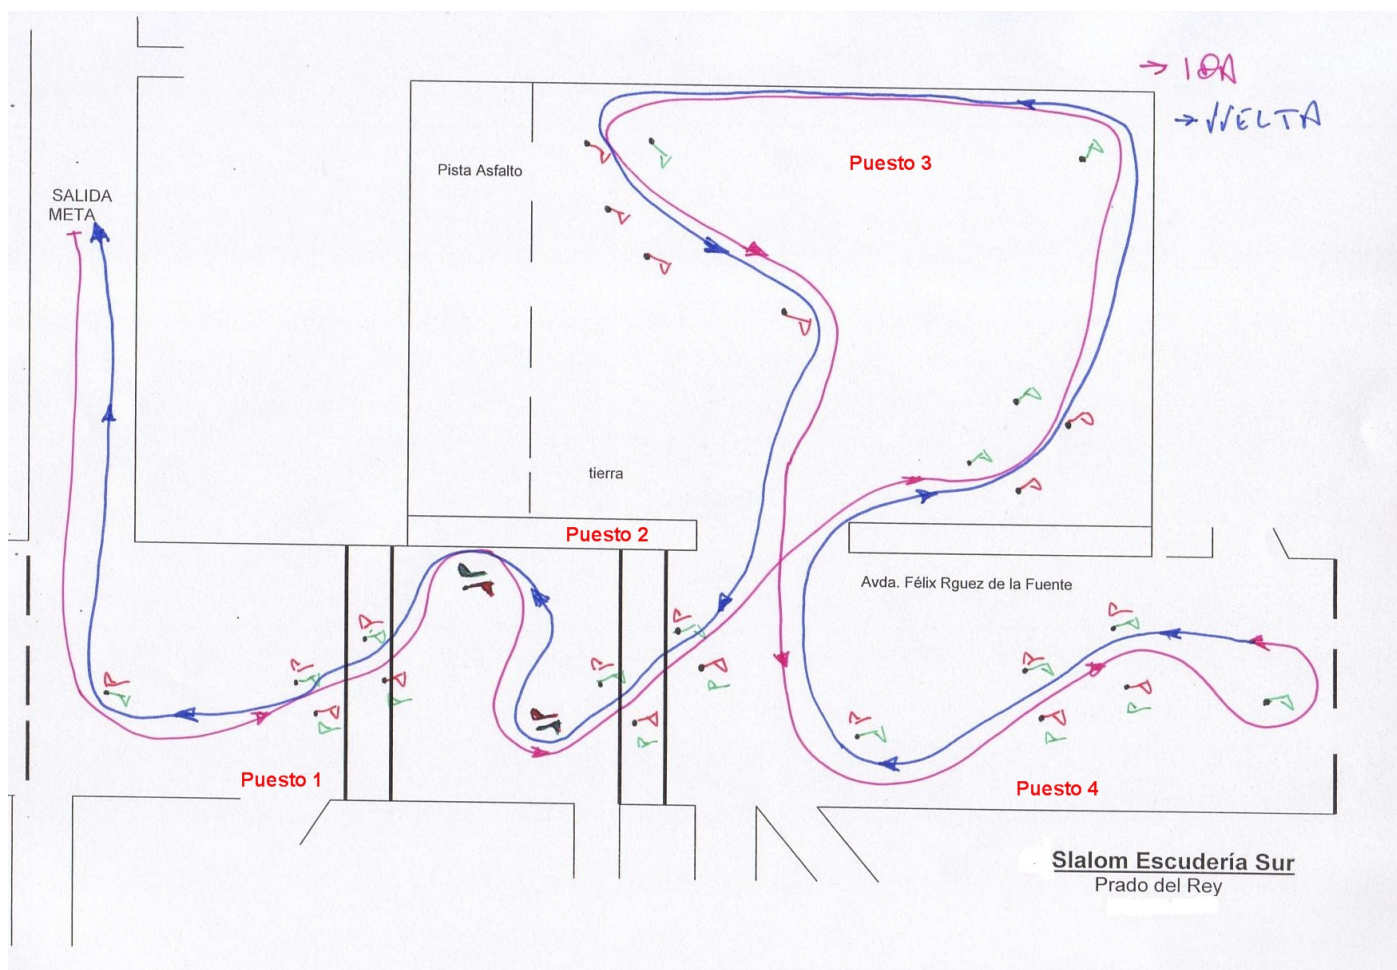 → IDA
→ VUELTA
Pista Asfalto
Puesto 3
SALIDA
META
tierra
Puesto 2
Avda. Félix Rguez de la Fuente
Puesto 1
Puesto 4
Slalom Escudería Sur
Prado del Rey